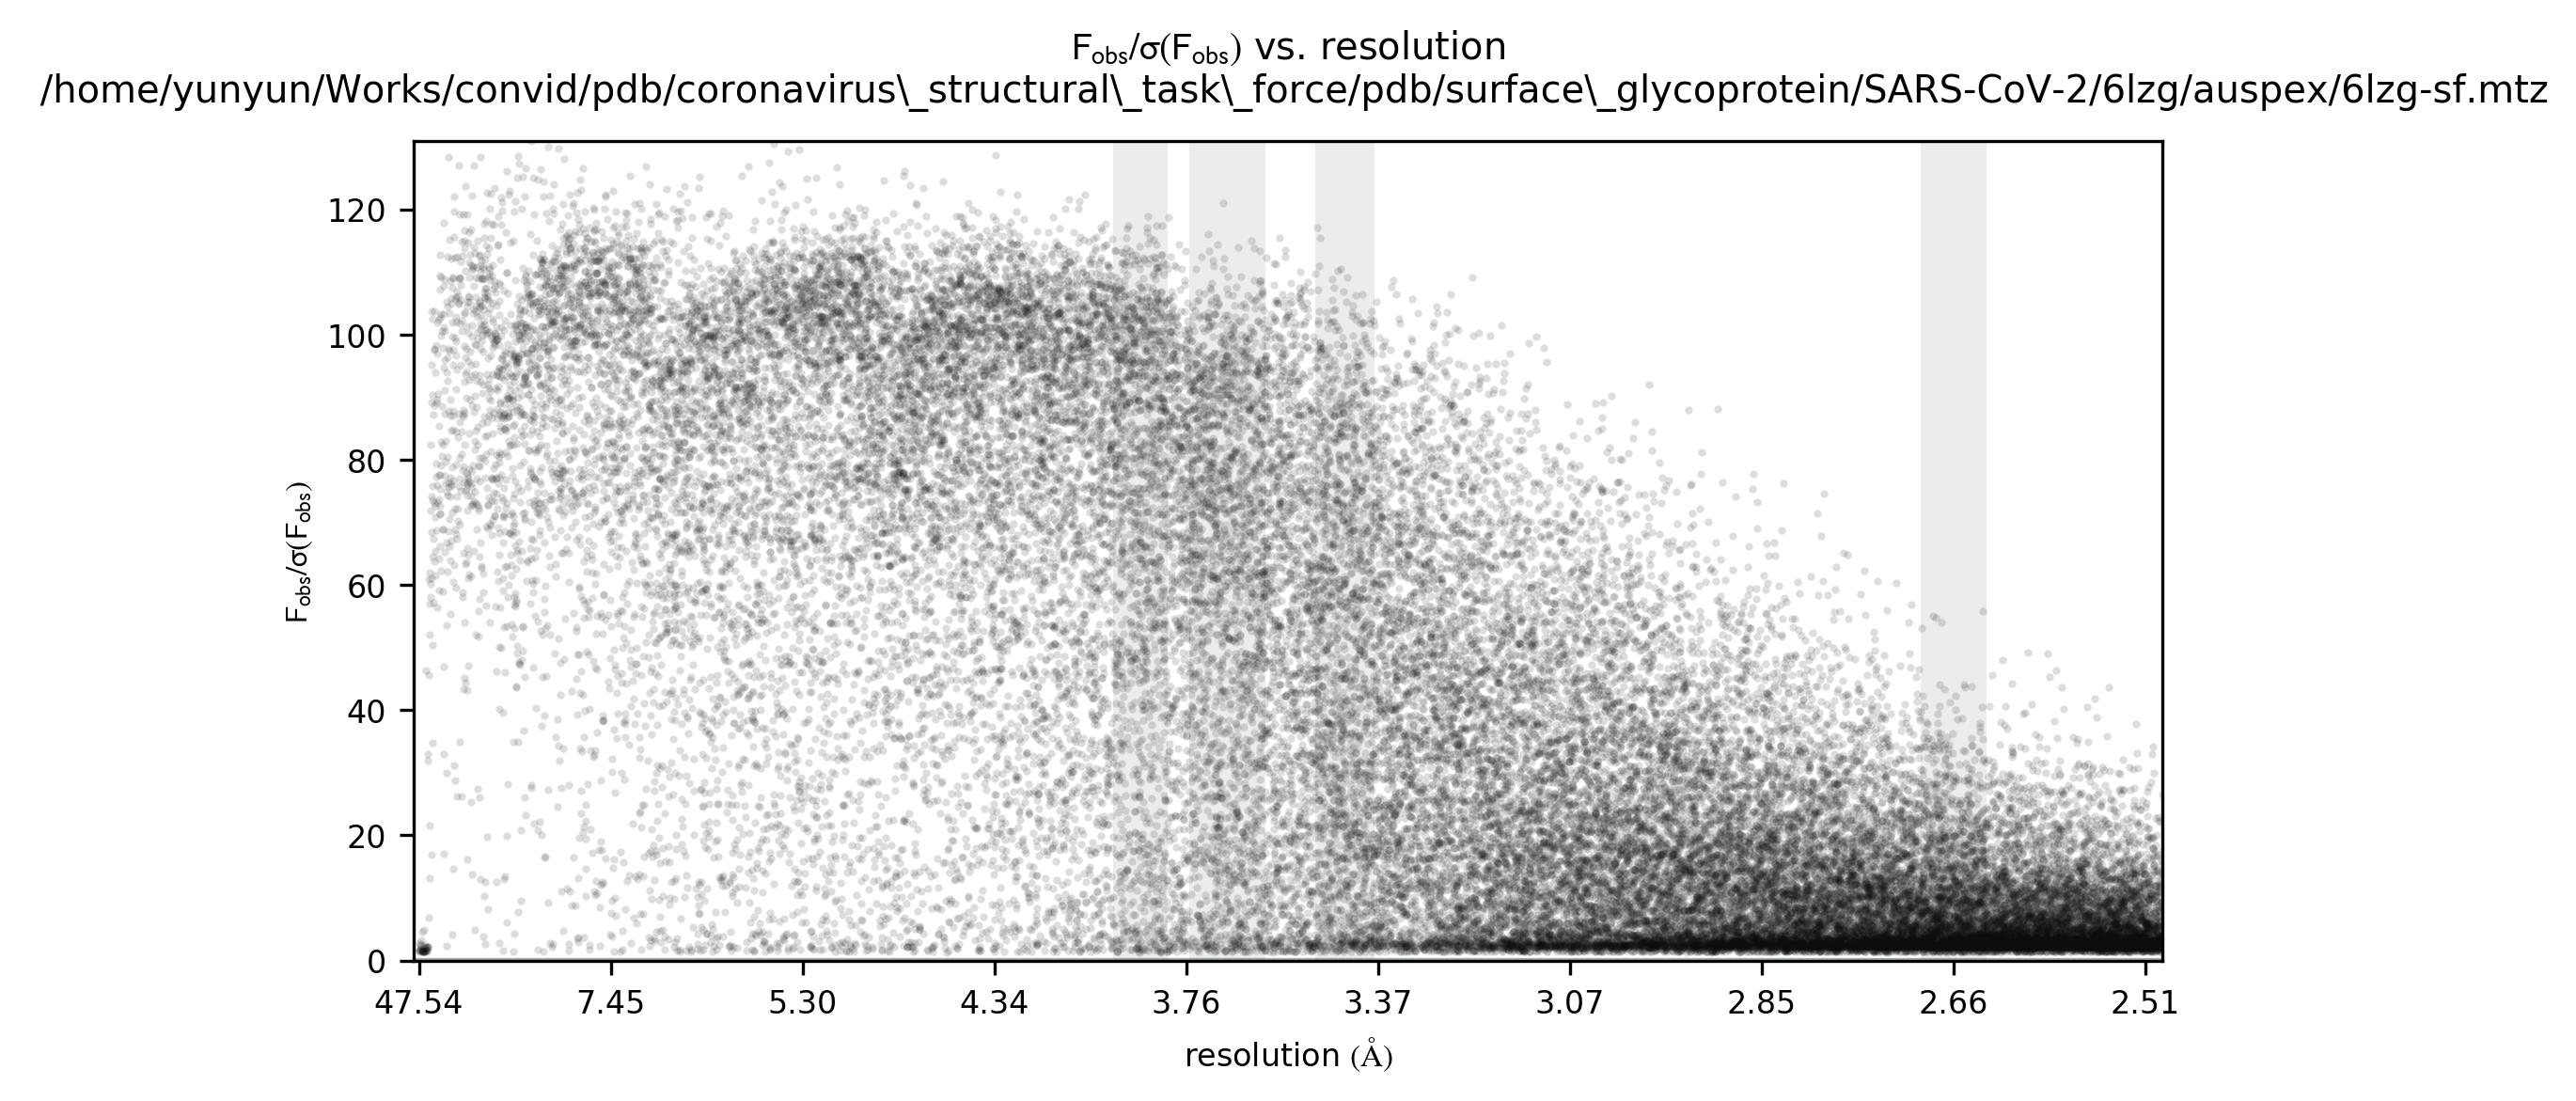 Fobs/σ(Fobs) vs. resolution
/home/yunyun/Works/convid/pdb/coronavirus\_structural\_task\_force/pdb/surface\_glycoprotein/SARS-CoV-2/6lzg/auspex/6lzg-sf.mtz
120
100
80
60
40
20
0
Fobs/σ(Fobs)
47.54 7.45 5.30 4.34 3.76 3.37 3.07 2.85 2.66 2.51
resolution (Å)